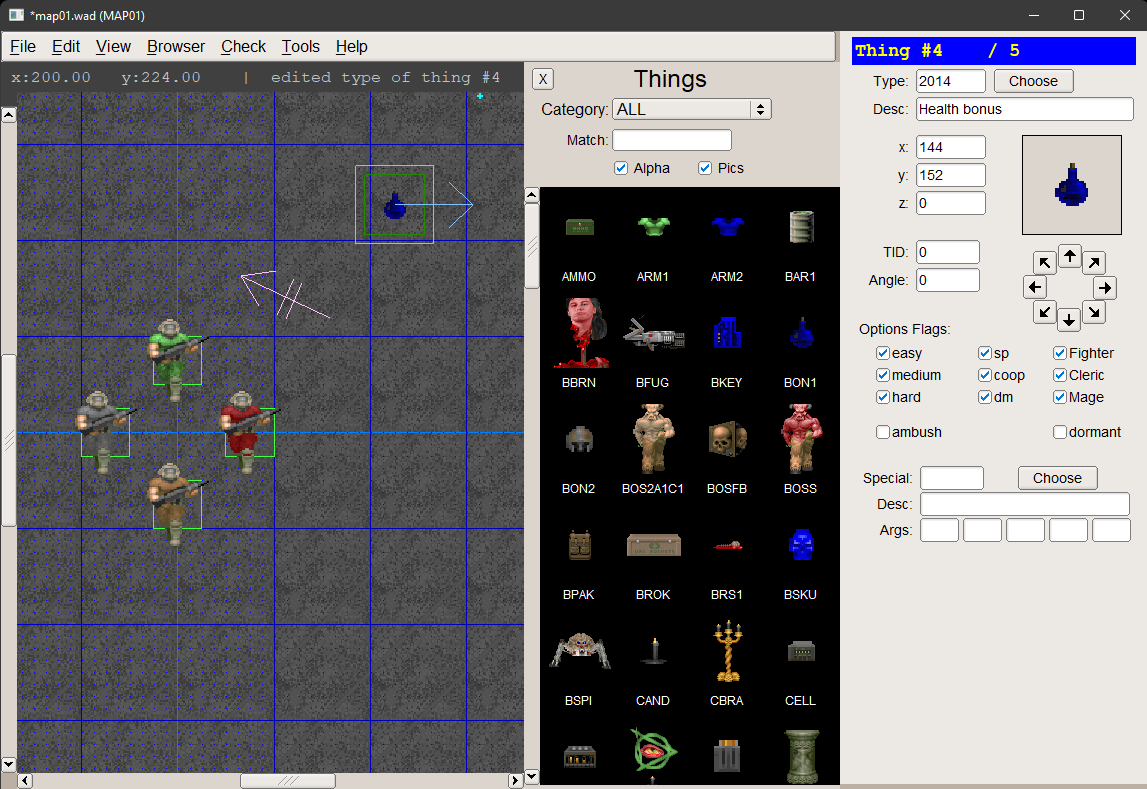 *map01.wad (MAP01)
File Edit View Browser Check Tools Help
x:200.00 y:224.00 | edited type of thing #4
X Things
Category: ALL
Match:
Alpha Pics
AMMO ARM1 ARM2 BAR1
BBRN BFUG BKEY BON1
BON2 BOS2A1C1 BOSFB BOSS
BPAK BROK BRS1 BSKU
BSPI CAND CBRA CELL
Thing #4 / 5
Type: 2014 Choose
Desc: Health bonus
x: 144
y: 152
z: 0
TID: 0
Angle: 0
Options Flags:
easy sp Fighter
medium coop Cleric
hard dm Mage
ambush dormant
Special: Choose
Desc:
Args: